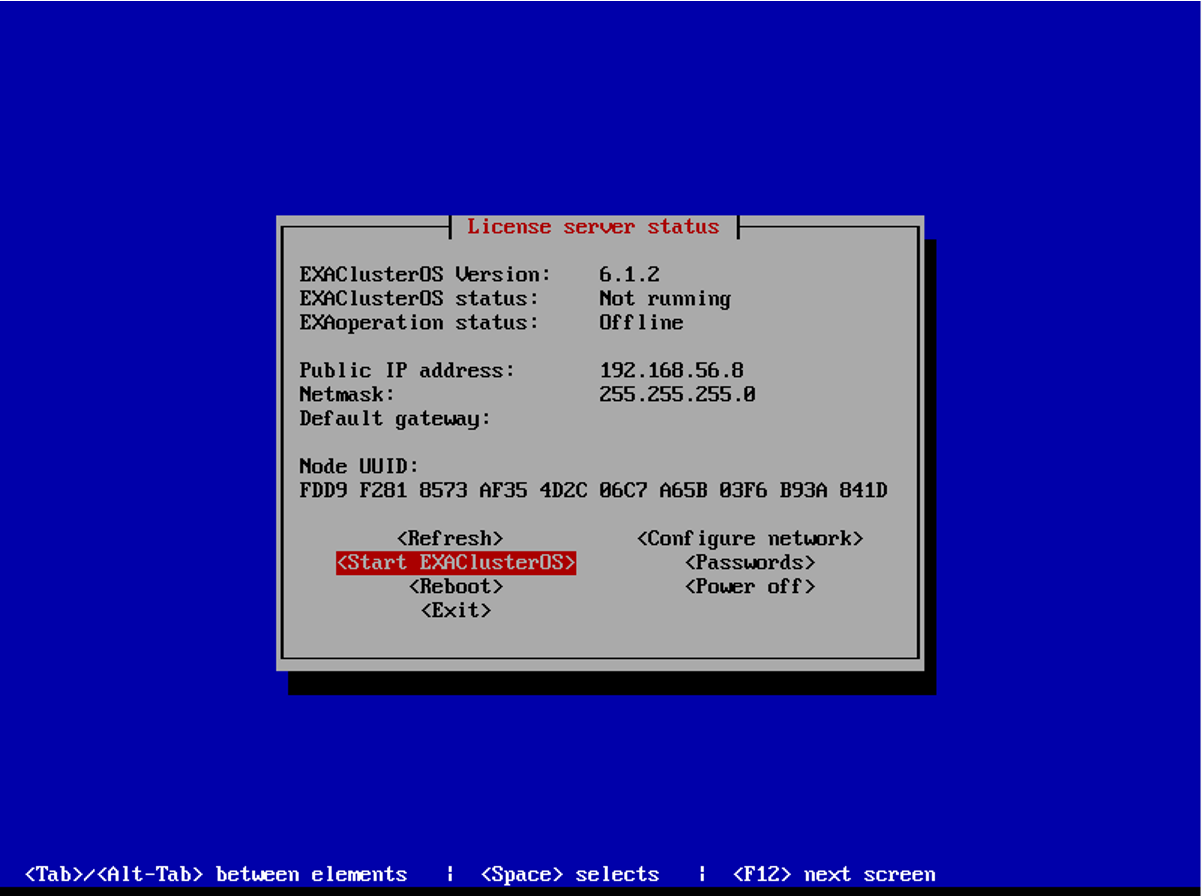 License server status
EXAClusterOS Version: 6.1.2
EXAClusterOS status: Not running
EXAoperation status: Offline
Public IP address: 192.168.56.8
Netmask: 255.255.255.0
Default gateway:
Node UUID:
FDD9 F281 8573 AF35 4D2C 06C7 A65B 03F6 B93A 841D
<Refresh> <Configure network>
<Start EXAClusterOS> <Passwords>
<Reboot> <Power off>
<Exit>
<Tab>/<Alt-Tab> between elements | <Space> selects | <F12> next screen